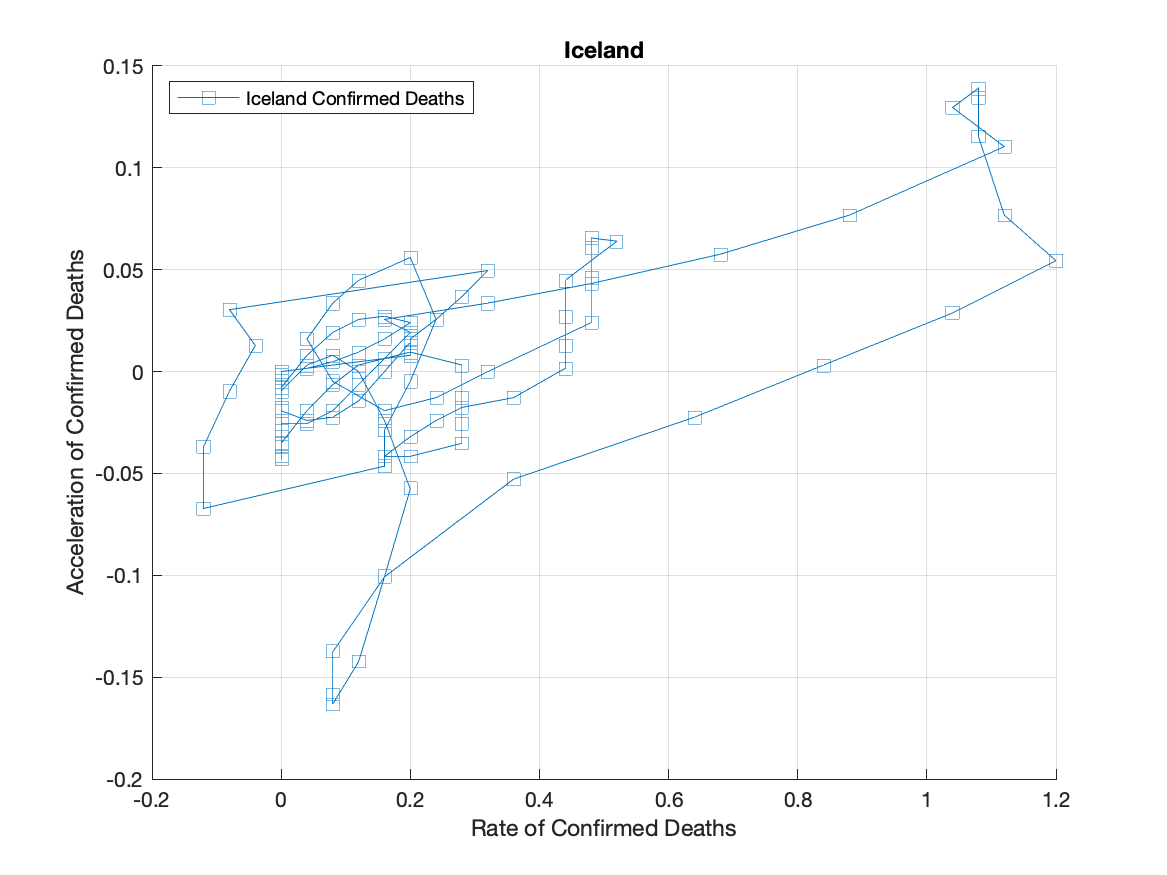 Iceland
Iceland Confirmed Deaths
0.15
0.1
0.05
0
-0.05
-0.1
-0.15
-0.2
-0.2 0 0.2 0.4 0.6 0.8 1 1.2
Acceleration of Confirmed Deaths
Rate of Confirmed Deaths